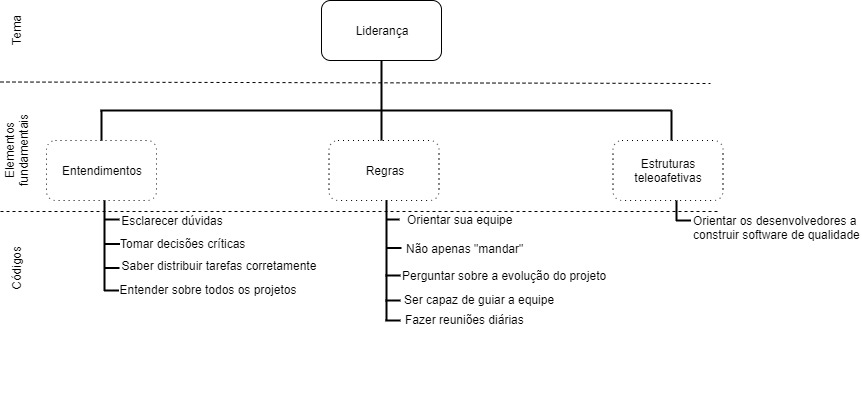 Tema
Liderança
Elementos
fundamentais
Entendimentos
Regras
Estruturas
teleoafetivas
Códigos
Esclarecer dúvidas
Tomar decisões críticas
Saber distribuir tarefas corretamente
Entender sobre todos os projetos
Orientar sua equipe
Não apenas "mandar"
Perguntar sobre a evolução do projeto
Ser capaz de guiar a equipe
Fazer reuniões diárias
Orientar os desenvolvedores a
construir software de qualidade